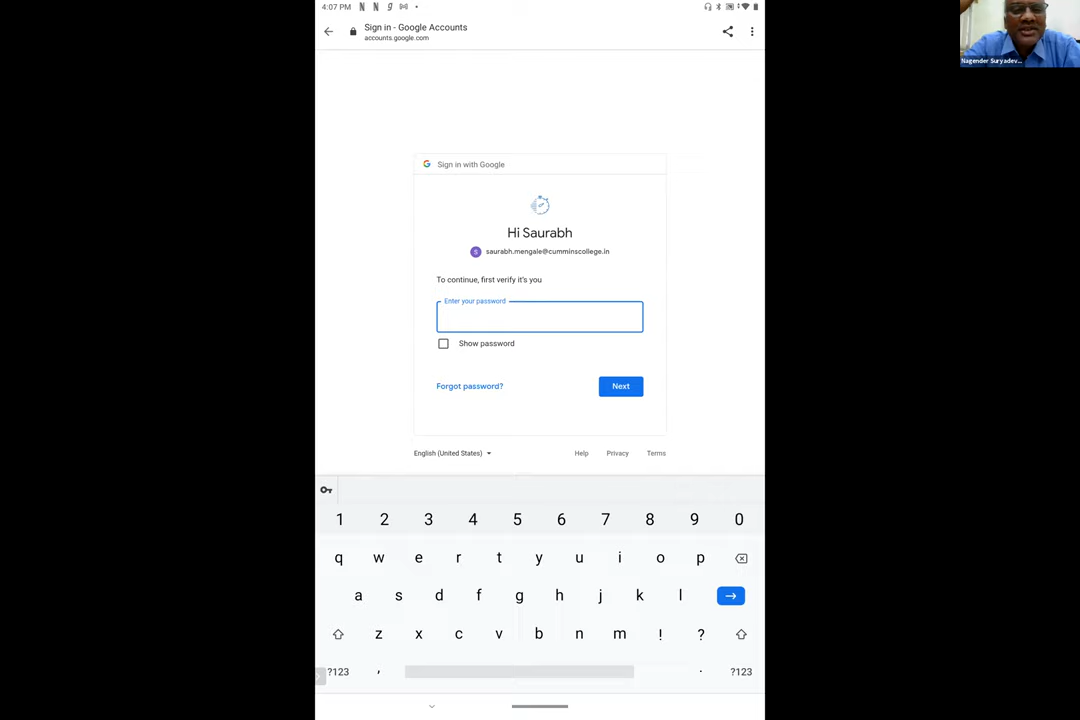 4:07 PM
Sign in - Google Accounts
accounts.google.com
Nagender Suryadev...
Sign in with Google
Hi Saurabh
S saurabh.mengale@cumminscollege.in
To continue, first verify it's you
Enter your password
Show password
Forgot password?
Next
English (United States)
Help Privacy Terms
1 2 3 4 5 6 7 8 9 0
q w e r t y u i o p
a s d f g h j k l
z x c v b n m ! ?
?123 , . ?123